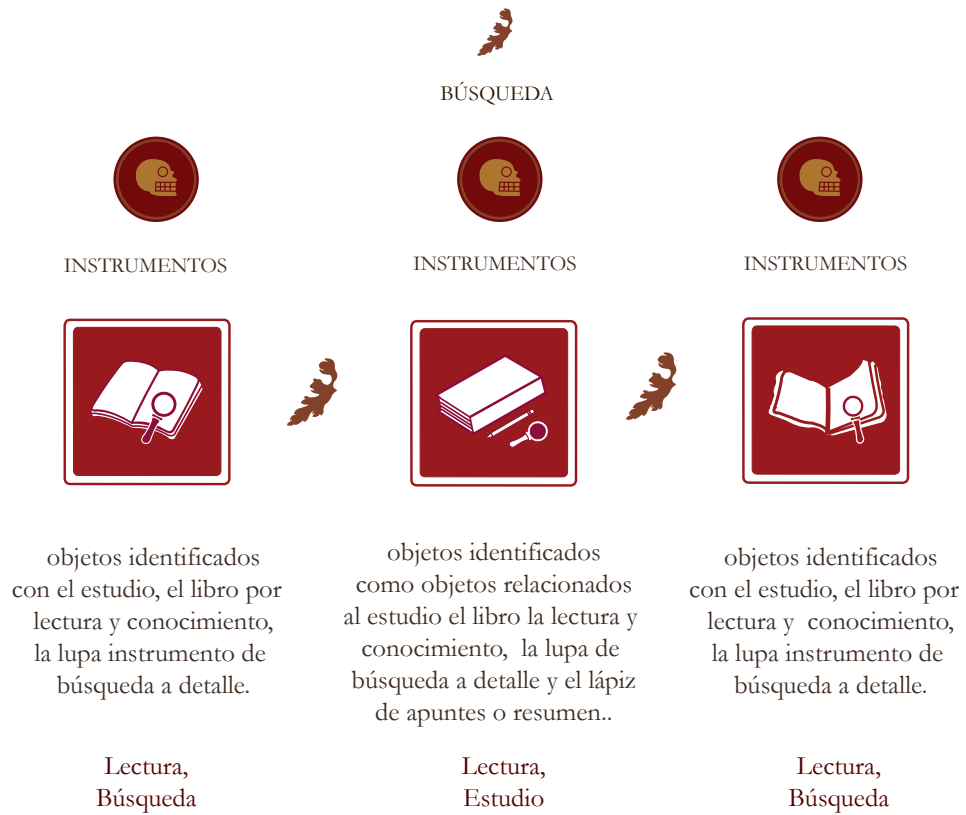 BÚSQUEDA
INSTRUMENTOS
INSTRUMENTOS
INSTRUMENTOS
objetos identificados
con el estudio, el libro por
lectura y conocimiento,
la lupa instrumento de
búsqueda a detalle.
Lectura,
Búsqueda
objetos identificados
como objetos relacionados
al estudio el libro la lectura y
conocimiento, la lupa de
búsqueda a detalle y el lápiz
de apuntes o resumen..
Lectura,
Estudio
objetos identificados
con el estudio, el libro por
lectura y conocimiento,
la lupa instrumento de
búsqueda a detalle.
Lectura,
Búsqueda